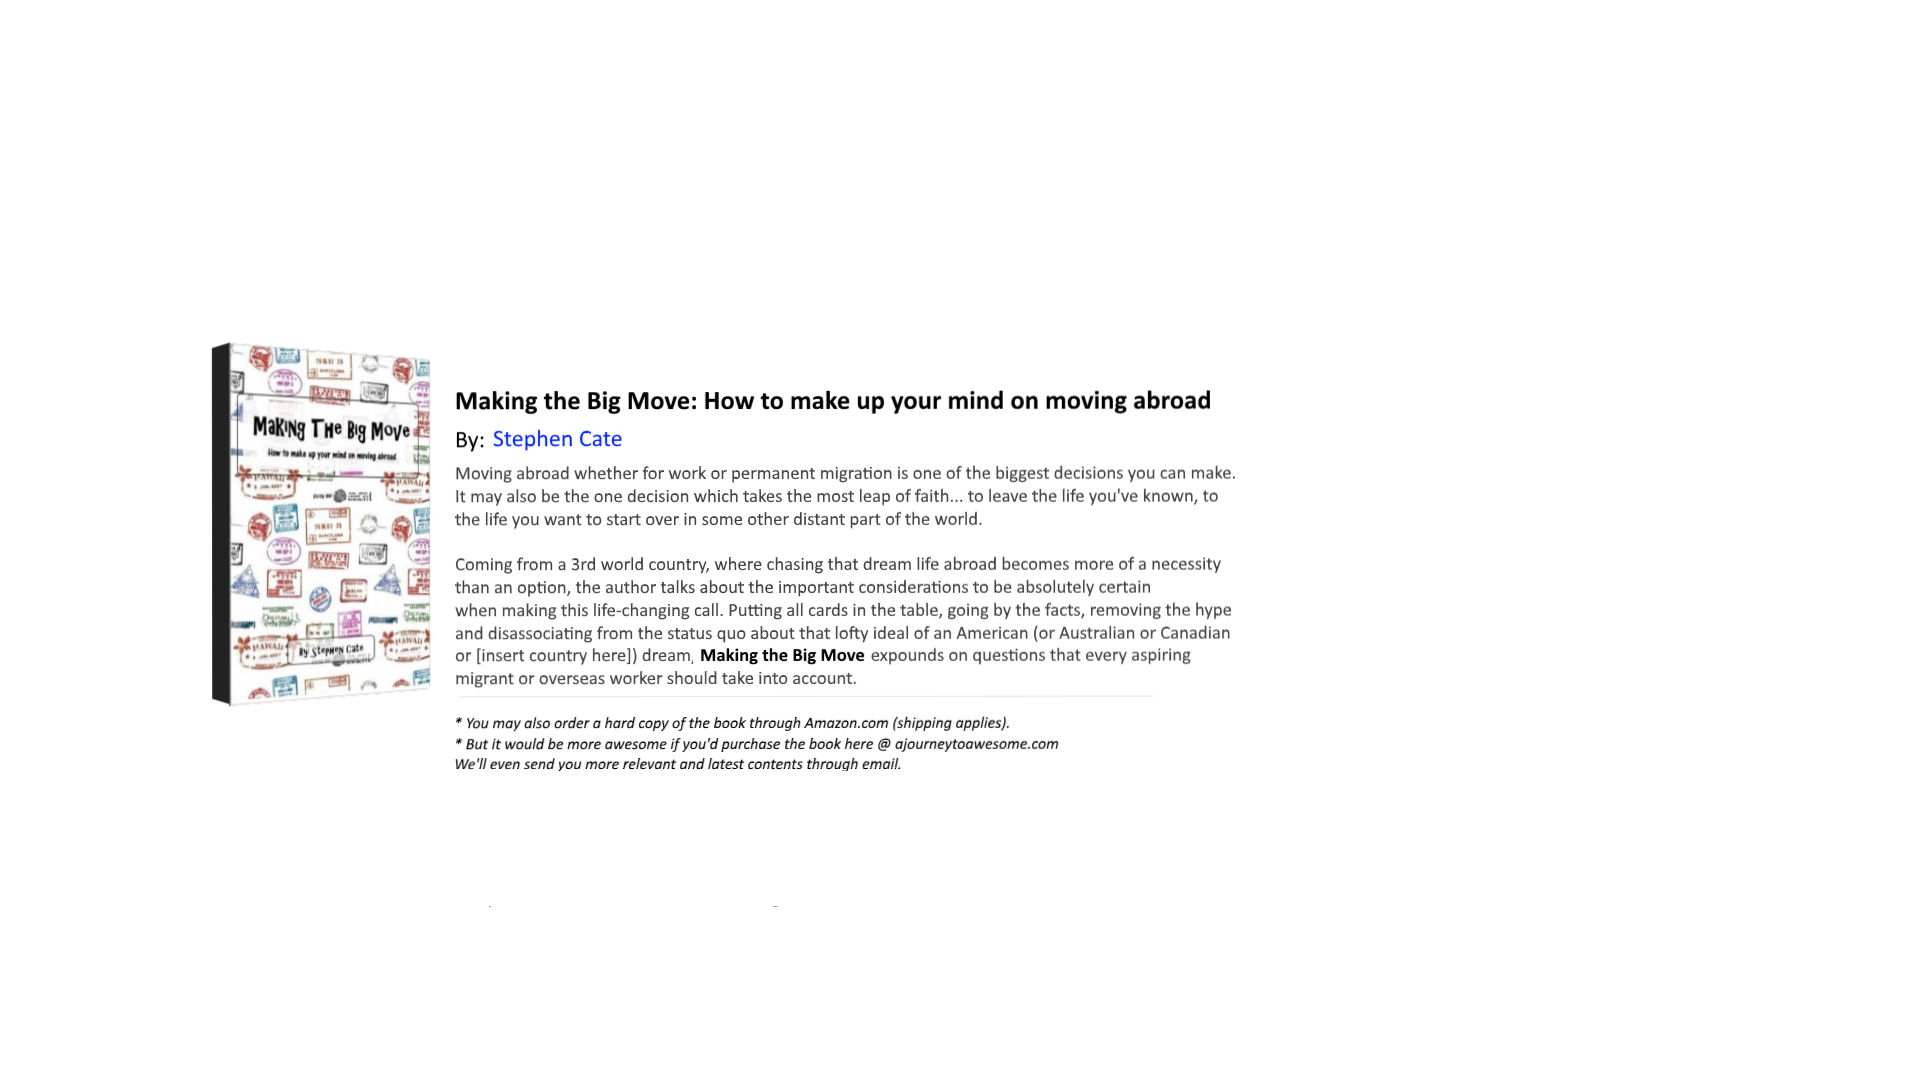 Making The Big Move
How to make up your mind on moving abroad
By: Stephen Cate
Making the Big Move: How to make up your mind on moving abroad
By: Stephen Cate
Moving abroad whether for work or permanent migration is one of the biggest decisions you can make.
It may also be the one decision which takes the most leap of faith... to leave the life you've known, to
the life you want to start over in some other distant part of the world.
Coming from a 3rd world country, where chasing that dream life abroad becomes more of a necessity
than an option, the author talks about the important considerations to be absolutely certain
when making this life-changing call. Putting all cards in the table, going by the facts, removing the hype
and disassociating from the status quo about that lofty ideal of an American (or Australian or Canadian
or [insert country here]) dream, Making the Big Move expounds on questions that every aspiring
migrant or overseas worker should take into account.
* You may also order a hard copy of the book through Amazon.com (shipping applies).
* But it would be more awesome if you'd purchase the book here @ ajourneytoawesome.com
We'll even send you more relevant and latest contents through email.